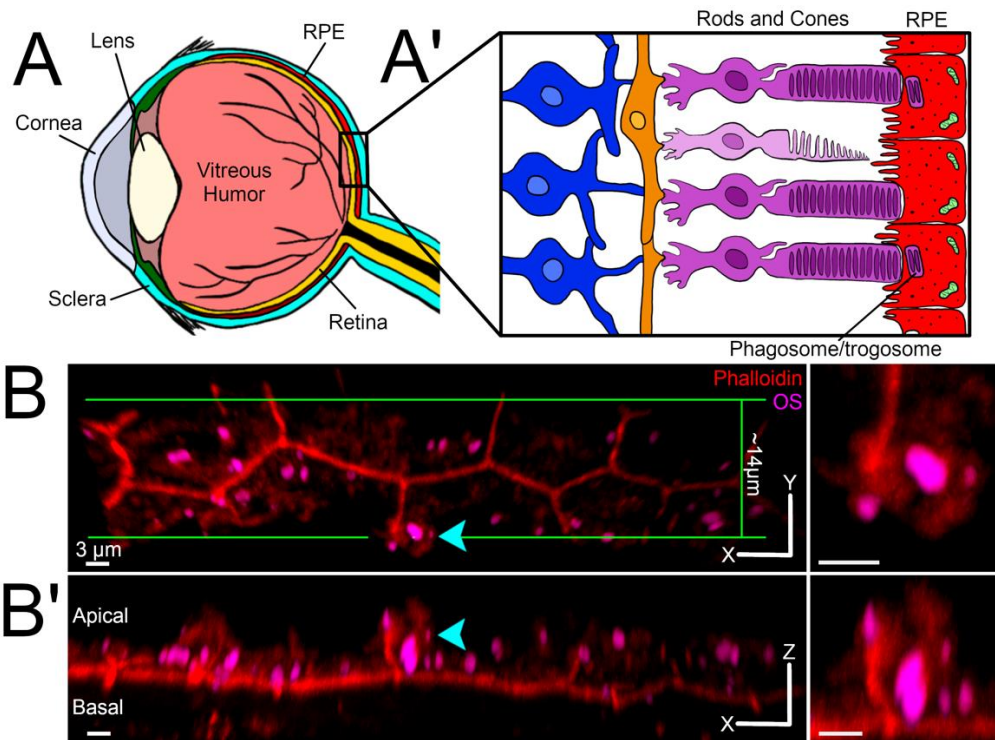 A
Lens
RPE
Cornea
Vitreous
Humor
Sclera
Retina
A'
Rods and Cones
RPE
Phagosome/trogosome
B
Phalloidin
OS
~14μm
Y
X
3 μm
B'
Apical
Basal
Z
X